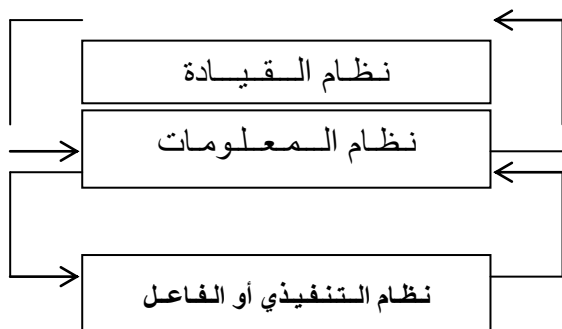 نظام القيادة
نظام المعلومات
نظام التنفيذي أو الفاعل